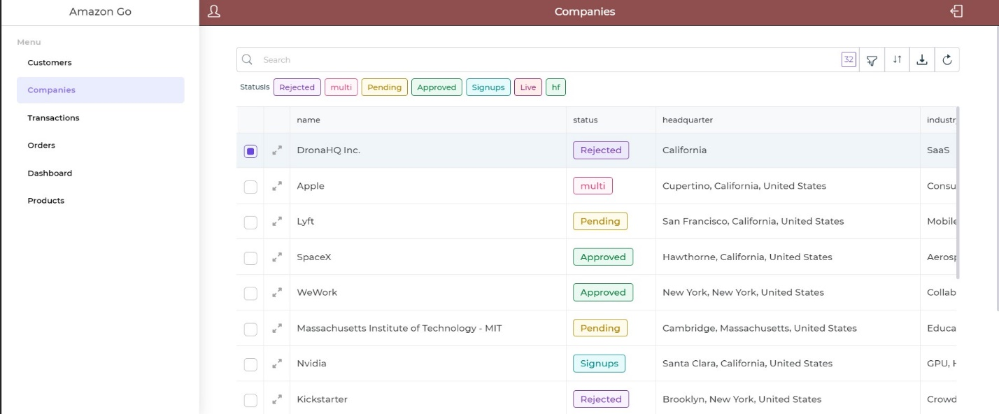 Amazon Go
Companies
Menu
Customers
Companies
Transactions
Orders
Dashboard
Products
Search 32
StatusIs Rejected multi Pending Approved Signups Live hf
name status headquarter industr
DronaHQ Inc. Rejected California SaaS
Apple multi Cupertino, California, United States Consu
Lyft Pending San Francisco, California, United States Mobile
SpaceX Approved Hawthorne, California, United States Aerosp
WeWork Approved New York, New York, United States Collab
Massachusetts Institute of Technology - MIT Pending Cambridge, Massachusetts, United States Educa
Nvidia Signups Santa Clara, California, United States GPU, H
Kickstarter Rejected Brooklyn, New York, United States Crowd